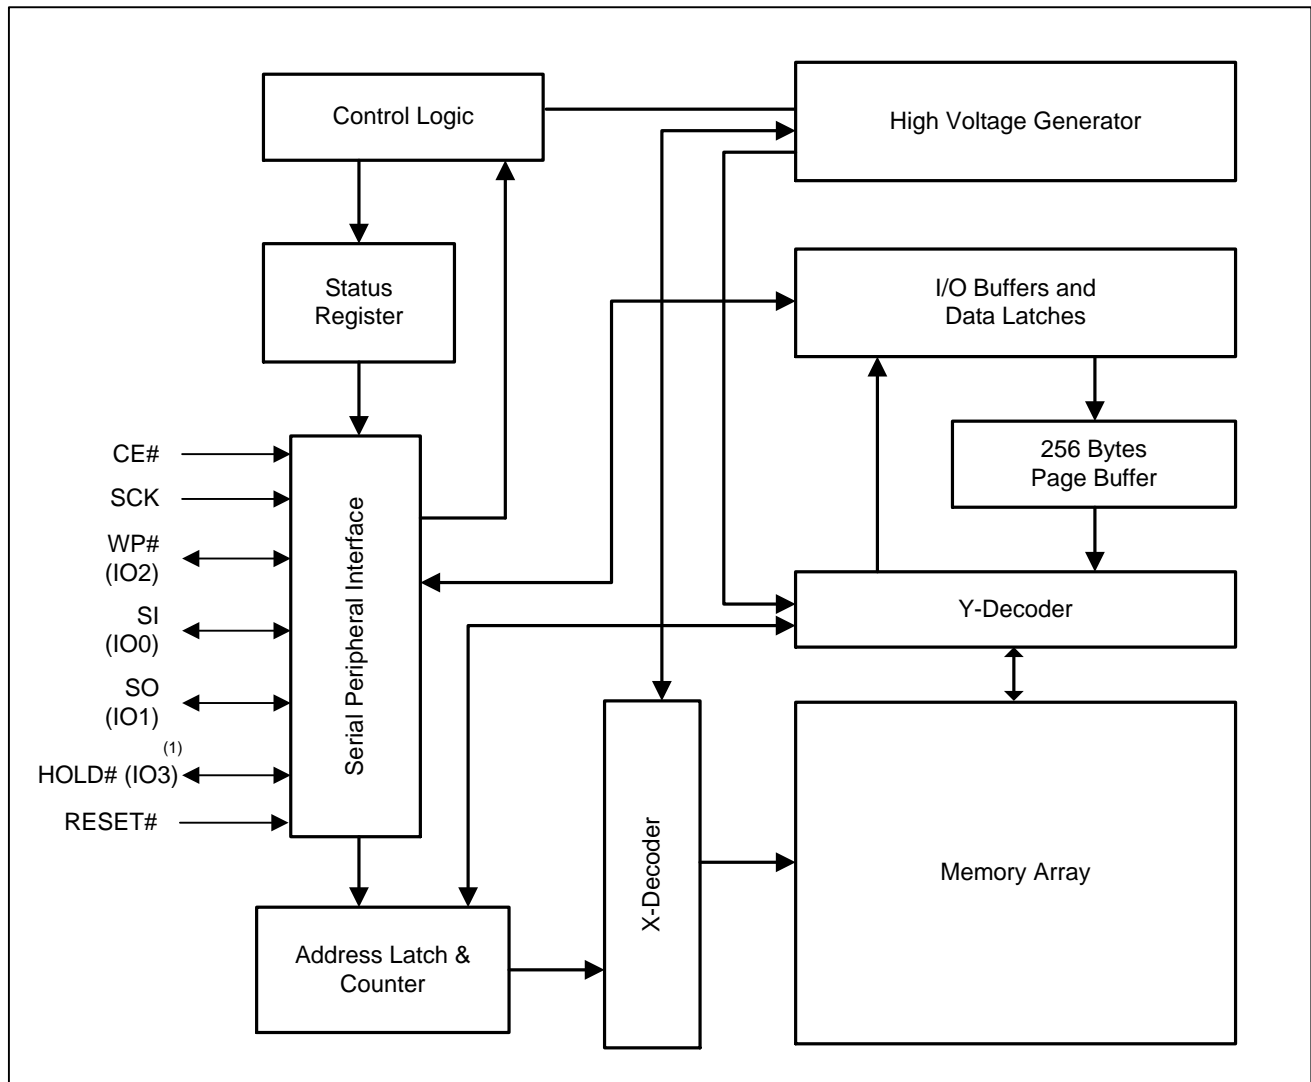 Control Logic
High Voltage Generator
Status
Register
I/O Buffers and
Data Latches
256 Bytes
Page Buffer
CE#
SCK
WP#
(IO2)
SI
(IO0)
SO
(IO1)
(1)
HOLD# (IO3)
RESET#
Serial Peripheral Interface
Y-Decoder
X-Decoder
Memory Array
Address Latch &
Counter